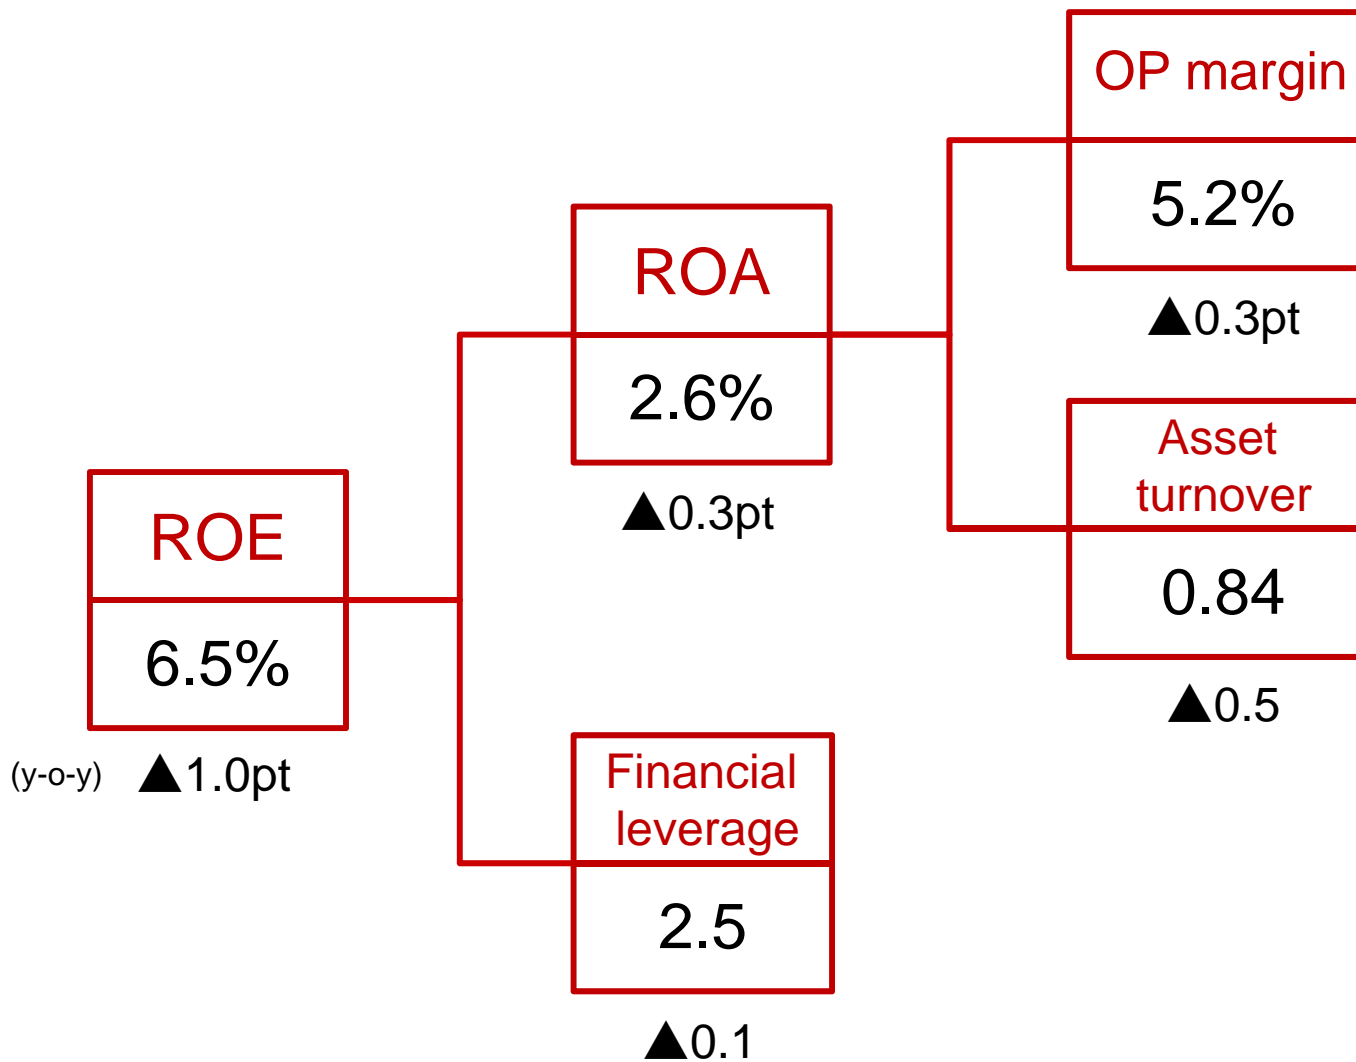 OP margin
5.2%
▲0.3pt
ROA
2.6%
▲0.3pt
Asset
turnover
0.84
▲0.5
ROE
6.5%
(y-o-y) ▲1.0pt
Financial
leverage
2.5
▲0.1